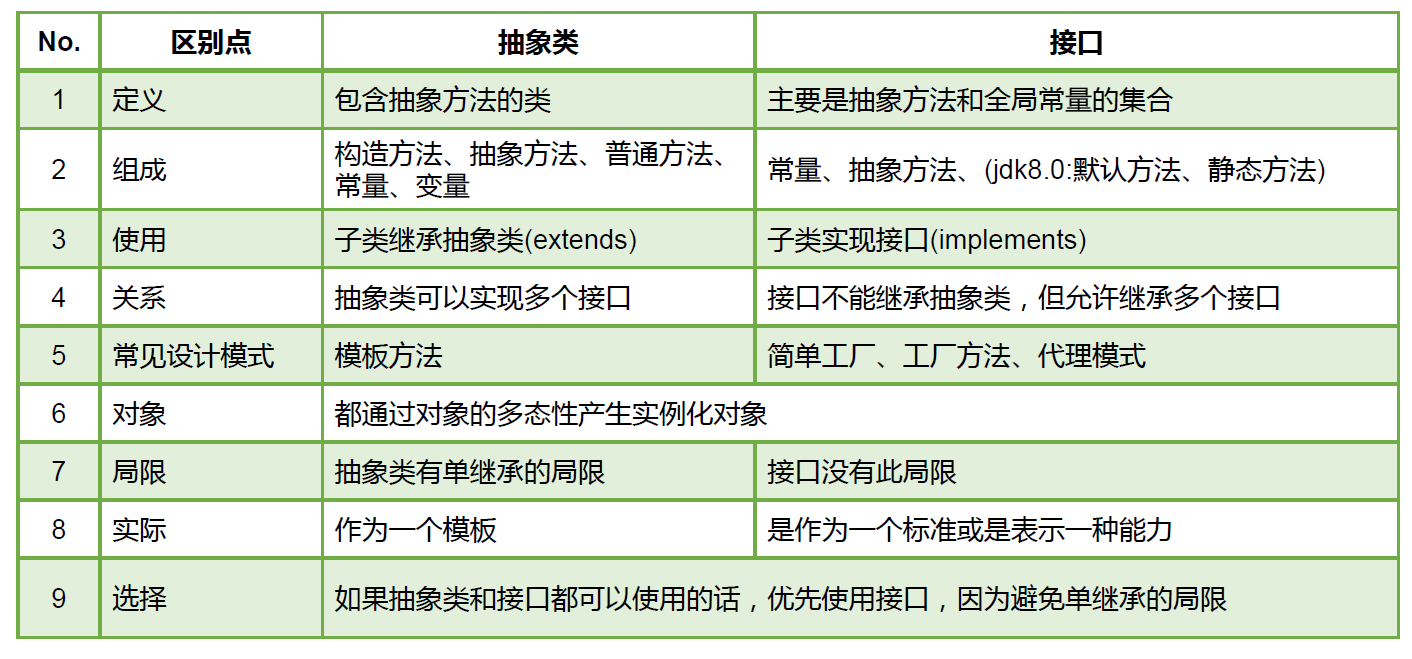 No. 区别点 抽象类 接口
1 定义 包含抽象方法的类 主要是抽象方法和全局常量的集合
2 组成 构造方法、抽象方法、普通方法、
常量、变量 常量、抽象方法、(jdk8.0:默认方法、静态方法)
3 使用 子类继承抽象类(extends) 子类实现接口(implements)
4 关系 抽象类可以实现多个接口 接口不能继承抽象类，但允许继承多个接口
5 常见设计模式 模板方法 简单工厂、工厂方法、代理模式
6 对象 都通过对象的多态性产生实例化对象
7 局限 抽象类有单继承的局限 接口没有此局限
8 实际 作为一个模板 是作为一个标准或是表示一种能力
9 选择 如果抽象类和接口都可以使用的话，优先使用接口，因为避免单继承的局限